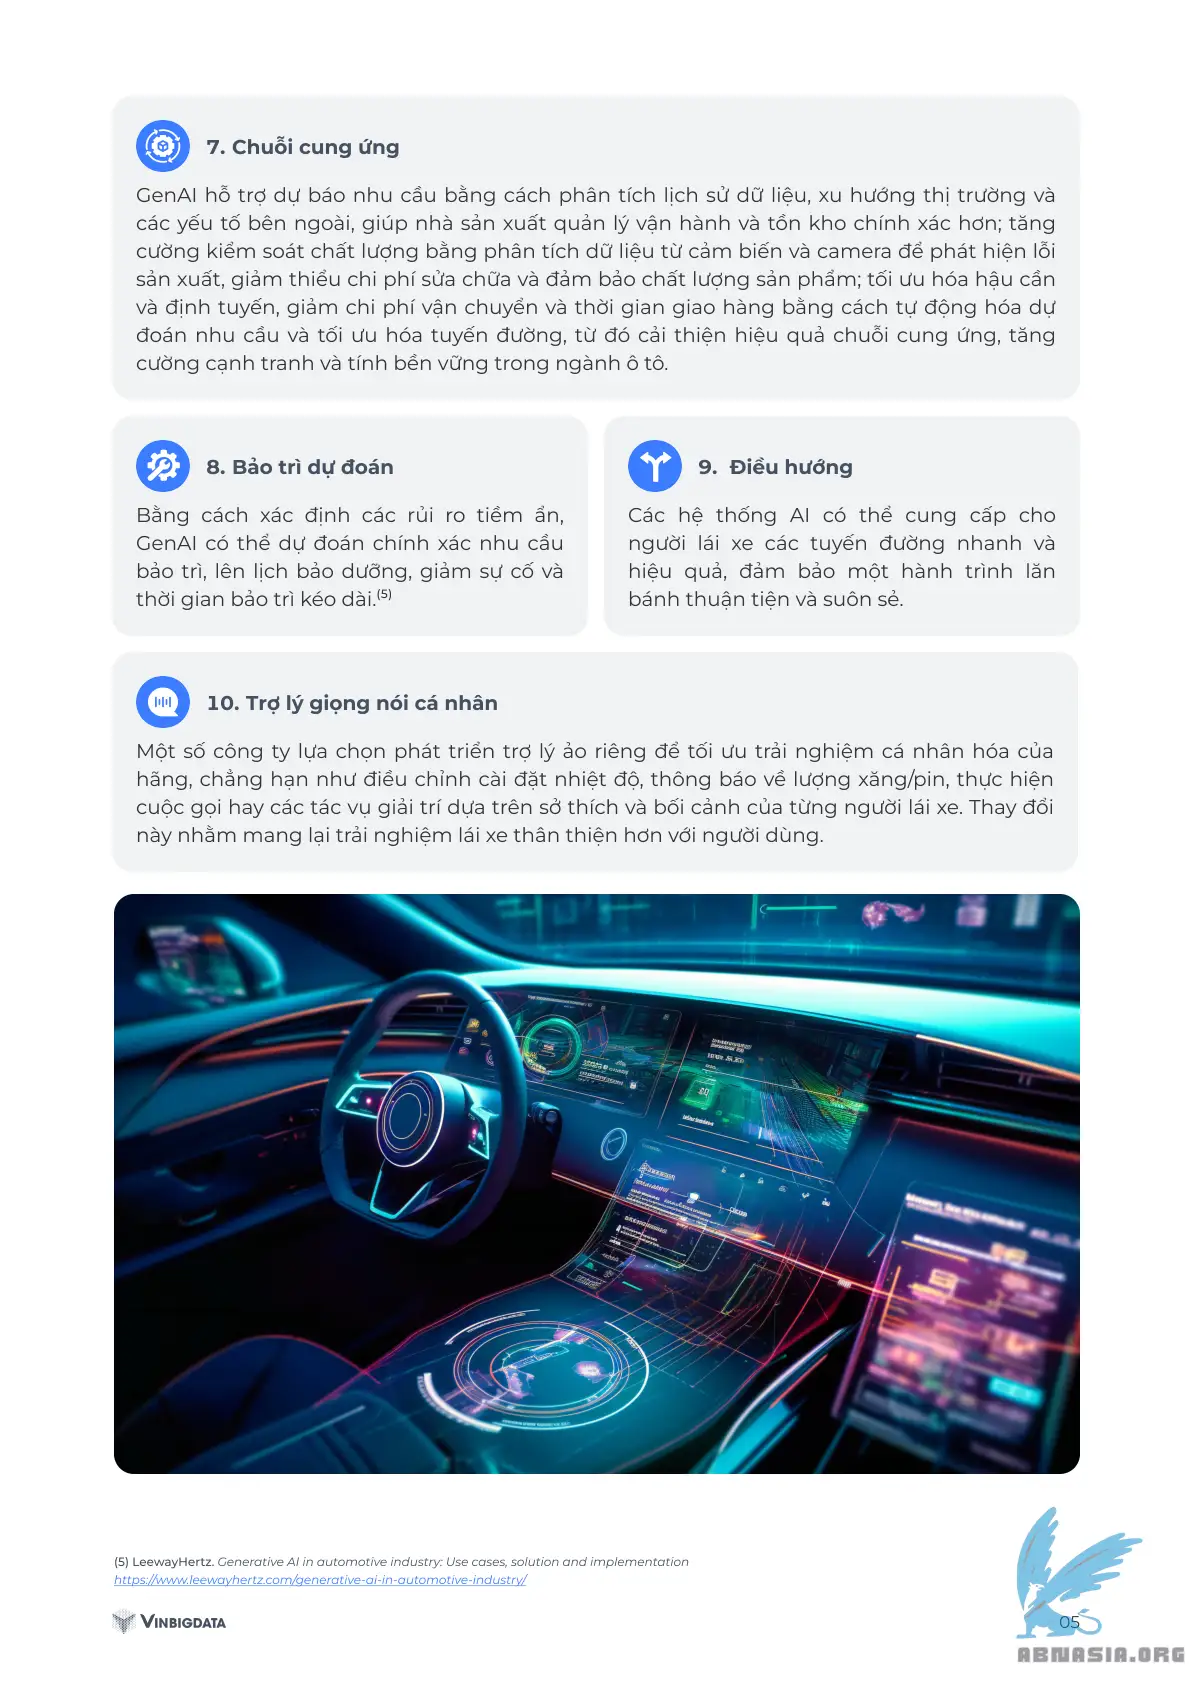 7. Chuỗi cung ứng
GenAI hỗ trợ dự báo nhu cầu bằng cách phân tích lịch sử dữ liệu, xu hướng thị trường và
các yếu tố bên ngoài, giúp nhà sản xuất quản lý vận hành và tồn kho chính xác hơn; tăng
cường kiểm soát chất lượng bằng phân tích dữ liệu từ cảm biến và camera để phát hiện lỗi
sản xuất, giảm thiểu chi phí sửa chữa và đảm bảo chất lượng sản phẩm; tối ưu hóa hậu cần
và định tuyến, giảm chi phí vận chuyển và thời gian giao hàng bằng cách tự động hóa dự
đoán nhu cầu và tối ưu hóa tuyến đường, từ đó cải thiện hiệu quả chuỗi cung ứng, tăng
cường cạnh tranh và tính bền vững trong ngành ô tô.
8. Bảo trì dự đoán
Bằng cách xác định các rủi ro tiềm ẩn,
GenAI có thể dự đoán chính xác nhu cầu
bảo trì, lên lịch bảo dưỡng, giảm sự cố và
thời gian bảo trì kéo dài.(5)
9. Điều hướng
Các hệ thống AI có thể cung cấp cho
người lái xe các tuyến đường nhanh và
hiệu quả, đảm bảo một hành trình lăn
bánh thuận tiện và suôn sẻ.
10. Trợ lý giọng nói cá nhân
Một số công ty lựa chọn phát triển trợ lý ảo riêng để tối ưu trải nghiệm cá nhân hóa của
hãng, chẳng hạn như điều chỉnh cài đặt nhiệt độ, thông báo về lượng xăng/pin, thực hiện
cuộc gọi hay các tác vụ giải trí dựa trên sở thích và bối cảnh của từng người lái xe. Thay đổi
này nhằm mang lại trải nghiệm lái xe thân thiện hơn với người dùng.
(5) LeewayHertz. Generative AI in automotive industry: Use cases, solution and implementation
https://www.leewayhertz.com/generative-ai-in-automotive-industry/
VINBIGDATA
05
ABNASIA.ORG